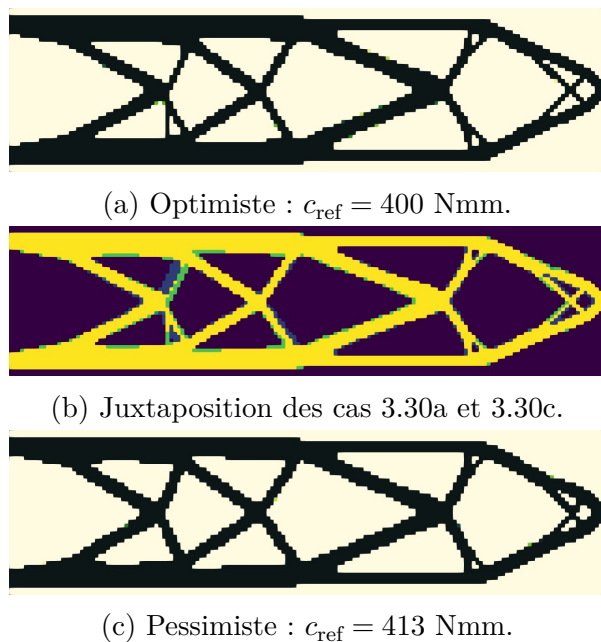 (a) Optimiste : c_ref = 400 Nmm.
(b) Juxtaposition des cas 3.30a et 3.30c.
(c) Pessimiste : c_ref = 413 Nmm.